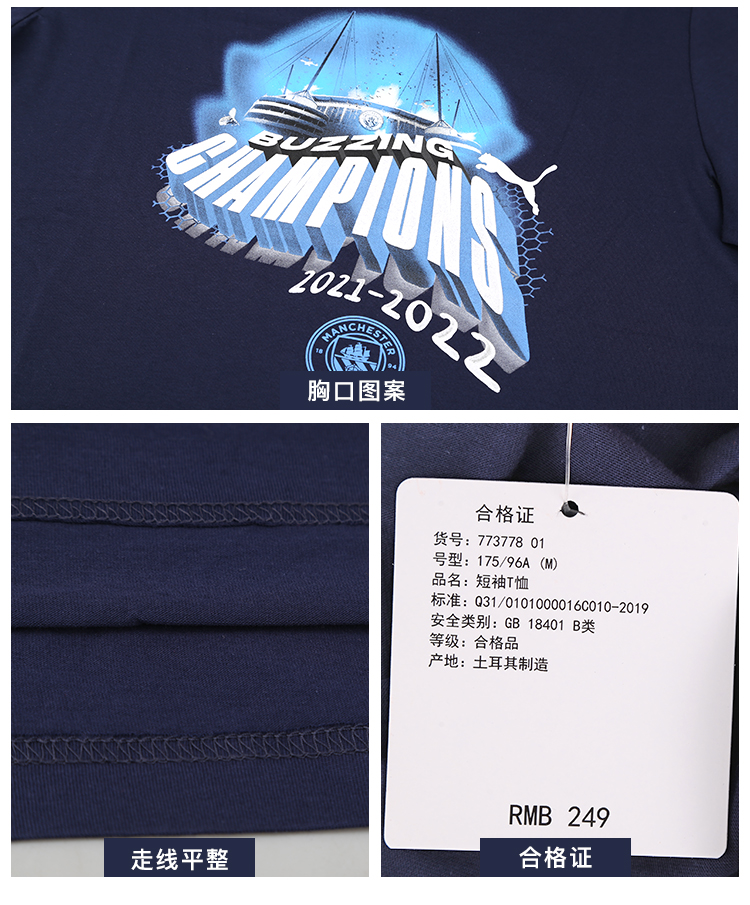 BUZZING
CHAMPIONS
2021-2022
MANCHESTER
18 94
胸口图案
走线平整
合格证
货号: 773778 01
号型: 175/96A (M)
品名: 短袖T恤
标准: Q31/0101000016C010-2019
安全类别: GB 18401 B类
等级: 合格品
产地: 土耳其制造
RMB 249
合格证